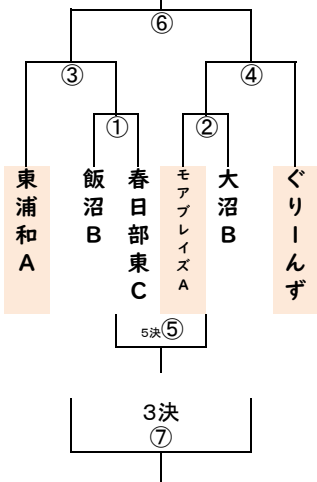 ⑥
③
④
①
②
東浦和A
飯沼B
春日部東C
モアブレイズA
大沼B
ぐりーんず
5決⑤
3決
⑦